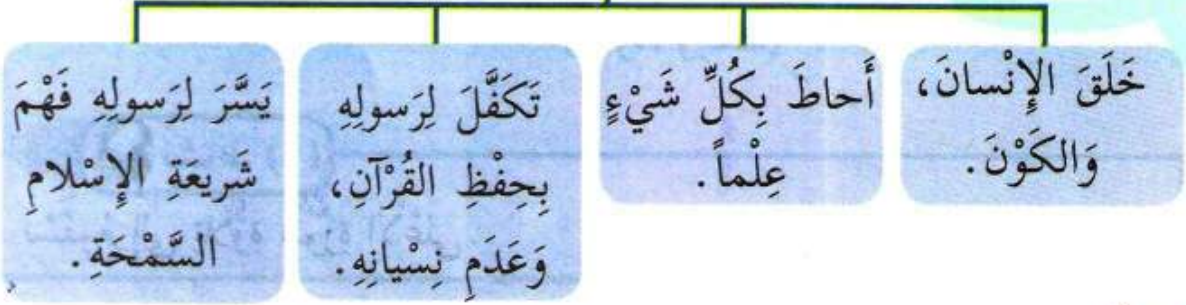 خَلَقَ الإِنْسانَ،
وَالكَوْنَ.
أَحاطَ بِكُلِّ شَيْءٍ
عِلْماً.
تَكَفَّلَ لِرَسولِهِ
بِحِفْظِ القُرْآنِ،
وَعَدَمِ نِسْيانِهِ.
يَسَّرَ لِرَسولِهِ فَهْمَ
شَريعَةِ الإِسْلامِ
السَّمْحَةِ.